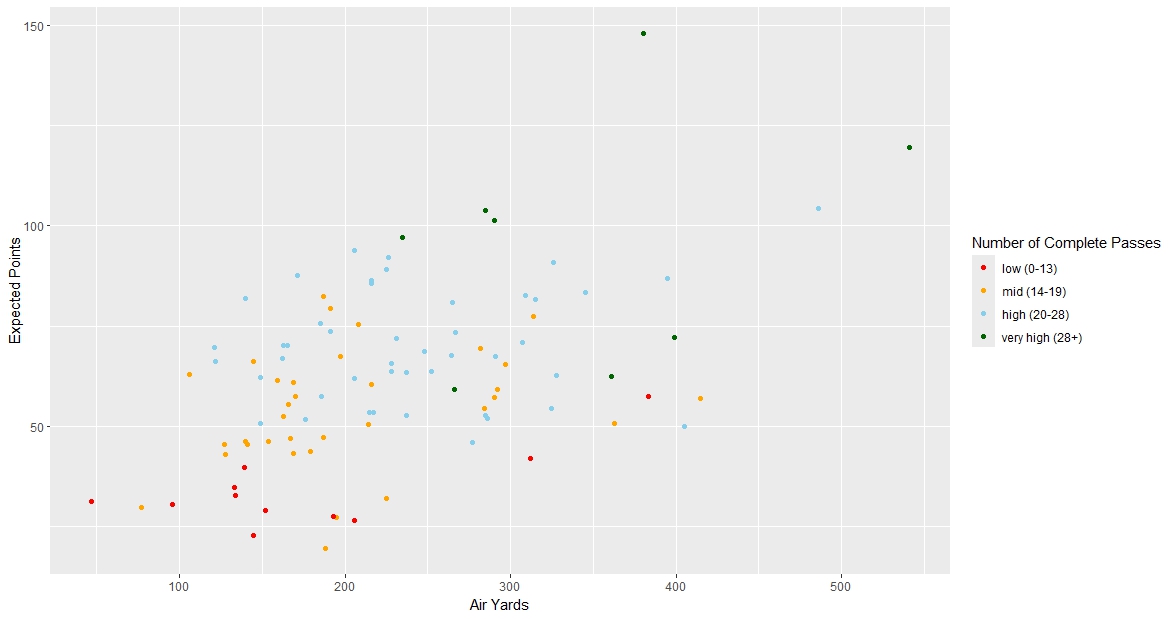 Expected Points
150
100
50
100
200
300
400
500
Air Yards
Number of Complete Passes
low (0-13)
mid (14-19)
high (20-28)
very high (28+)